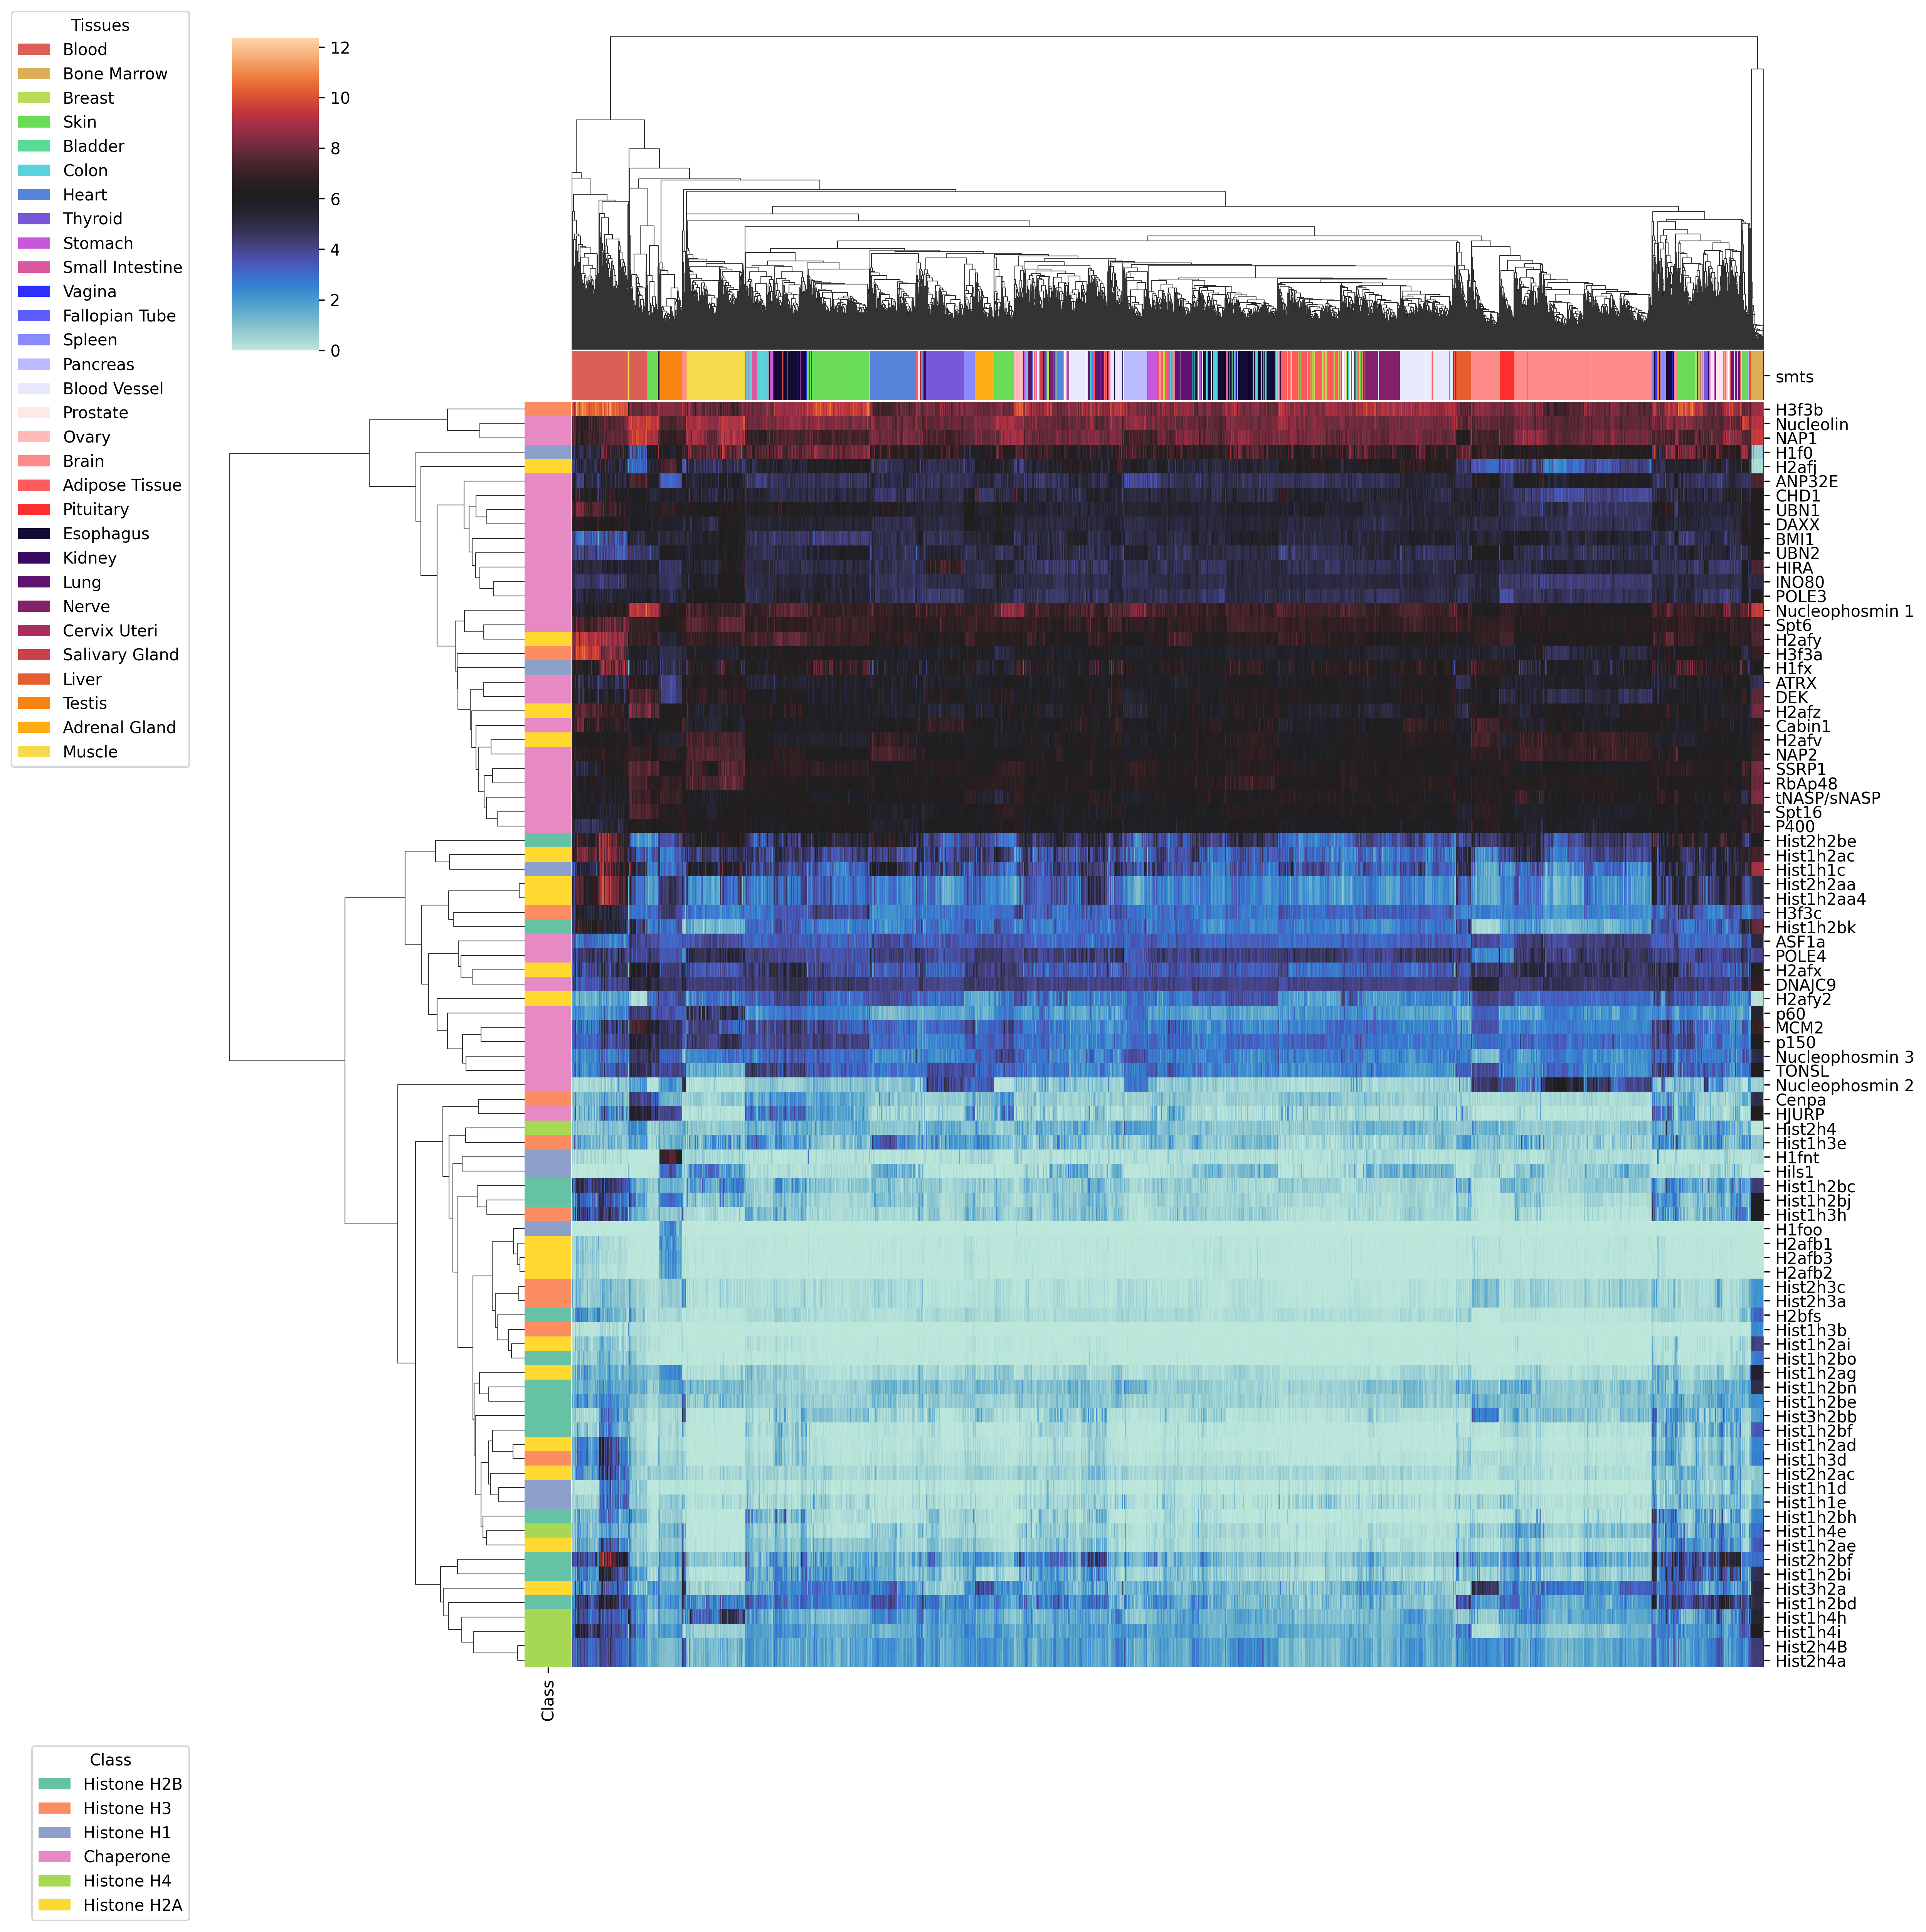 Tissues
Blood
Bone Marrow
Breast
Skin
Bladder
Colon
Heart
Thyroid
Stomach
Small Intestine
Vagina
Fallopian Tube
Spleen
Pancreas
Blood Vessel
Prostate
Ovary
Brain
Adipose Tissue
Pituitary
Esophagus
Kidney
Lung
Nerve
Cervix Uteri
Salivary Gland
Liver
Testis
Adrenal Gland
Muscle
12
10
8
6
4
2
0
smts
H3f3b
Nucleolin
NAP1
H1f0
H2afj
ANP32E
CHD1
UBN1
DAXX
BMI1
UBN2
HIRA
INO80
POLE3
Nucleophosmin 1
Spt6
H2afy
H3f3a
H1fx
ATRX
DEK
H2afz
Cabin1
H2afv
NAP2
SSRP1
RbAp48
tNASP/sNASP
Spt16
P400
Hist2h2be
Hist1h2ac
Hist1h1c
Hist2h2aa
Hist1h2aa4
H3f3c
Hist1h2bk
ASF1a
POLE4
H2afx
DNAJC9
H2afy2
p60
MCM2
p150
Nucleophosmin 3
TONSL
Nucleophosmin 2
Cenpa
HJURP
Hist2h4
Hist1h3e
H1fnt
Hils1
Hist1h2bc
Hist1h2bj
Hist1h3h
H1foo
H2afb1
H2afb3
H2afb2
Hist2h3c
Hist2h3a
H2bfs
Hist1h3b
Hist1h2ai
Hist1h2bo
Hist1h2ag
Hist1h2bn
Hist1h2be
Hist3h2bb
Hist1h2bf
Hist1h2ad
Hist1h3d
Hist2h2ac
Hist1h1d
Hist1h1e
Hist1h2bh
Hist1h4e
Hist1h2ae
Hist2h2bf
Hist1h2bi
Hist3h2a
Hist1h2bd
Hist1h4h
Hist1h4i
Hist2h4B
Hist2h4a
Class
Class
Histone H2B
Histone H3
Histone H1
Chaperone
Histone H4
Histone H2A